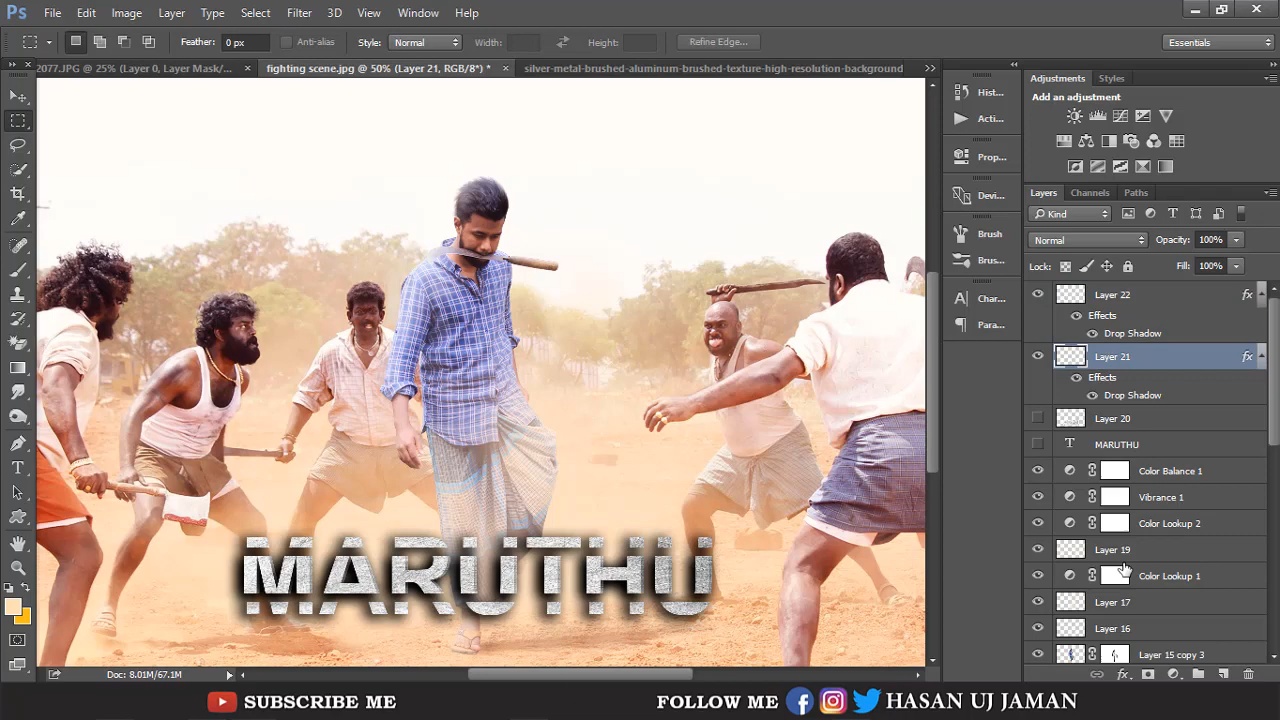 Ps File Edit Image Layer Type Select Filter 3D View Window Help
Feather: 0 px Anti-alias Style: Normal Width: Height: Refine Edge... Essentials
2077.JPG @ 25% (Layer 0, Layer Mask/... × fighting scene.jpg @ 50% (Layer 21, RGB/8*) * × silver-metal-brushed-aluminum-brushed-texture-high-resolution-background
Hist...
Acti...
Prop...
Devi...
Brush
Brus...
Char...
Para...
Adjustments Styles
Add an adjustment
Layers Channels Paths
Kind
Normal Opacity: 100%
Lock: Fill: 100%
Layer 22 fx
Effects
Drop Shadow
Layer 21 fx
Effects
Drop Shadow
Layer 20
T MARUTHU
Color Balance 1
Vibrance 1
Color Lookup 2
Layer 19
Color Lookup 1
Layer 17
Layer 16
Layer 15 copy 3
MARUTHU
Doc: 8.01M/67.1M
SUBSCRIBE ME FOLLOW ME HASAN UJ JAMAN